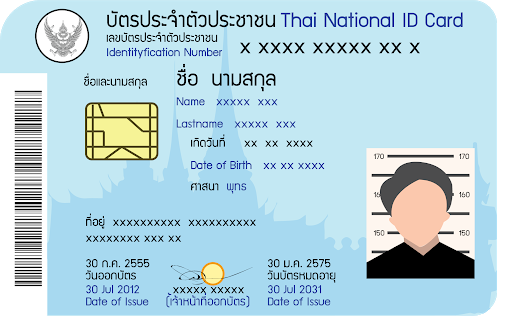 บัตรประจำตัวประชาชน Thai National ID Card
เลขบัตรประจำตัวประชาชน
Identityfication Number x xxxx xxxxx xx x
ชื่อและนามสกุล ชื่อ นามสกุล
Name xxxxx xxx
Lastname xxxxx xxx
เกิดวันที่ xx xx xxxx
Date of Birth xx xx xxxx
ศาสนา พุทธ
170 170
160 160
150 150
ที่อยู่ xxxxxxxxxx xxxxxxxxxx
xxxxxxxx xxx xx
30 ก.ค. 2555
วันออกบัตร
30 Jul 2012
Date of Issue
xxxxx xxxxx
(เจ้าหน้าที่ออกบัตร)
30 ม.ค. 2575
วันบัตรหมดอายุ
30 Jul 2031
Date of Issue